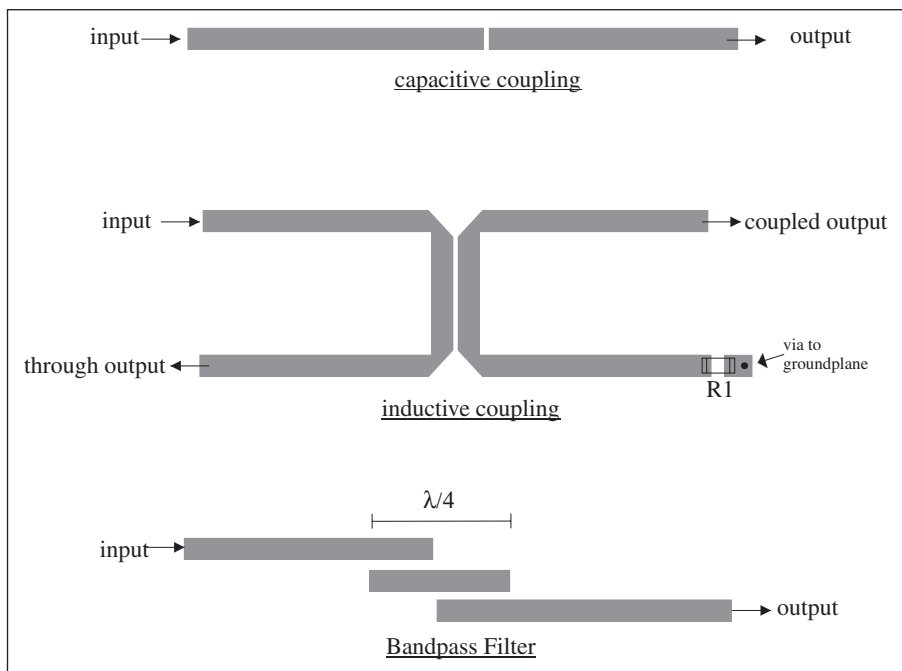 input
output
capacitive coupling
input
coupled output
through output
via to
groundplane
R1
inductive coupling
λ/4
input
output
Bandpass Filter